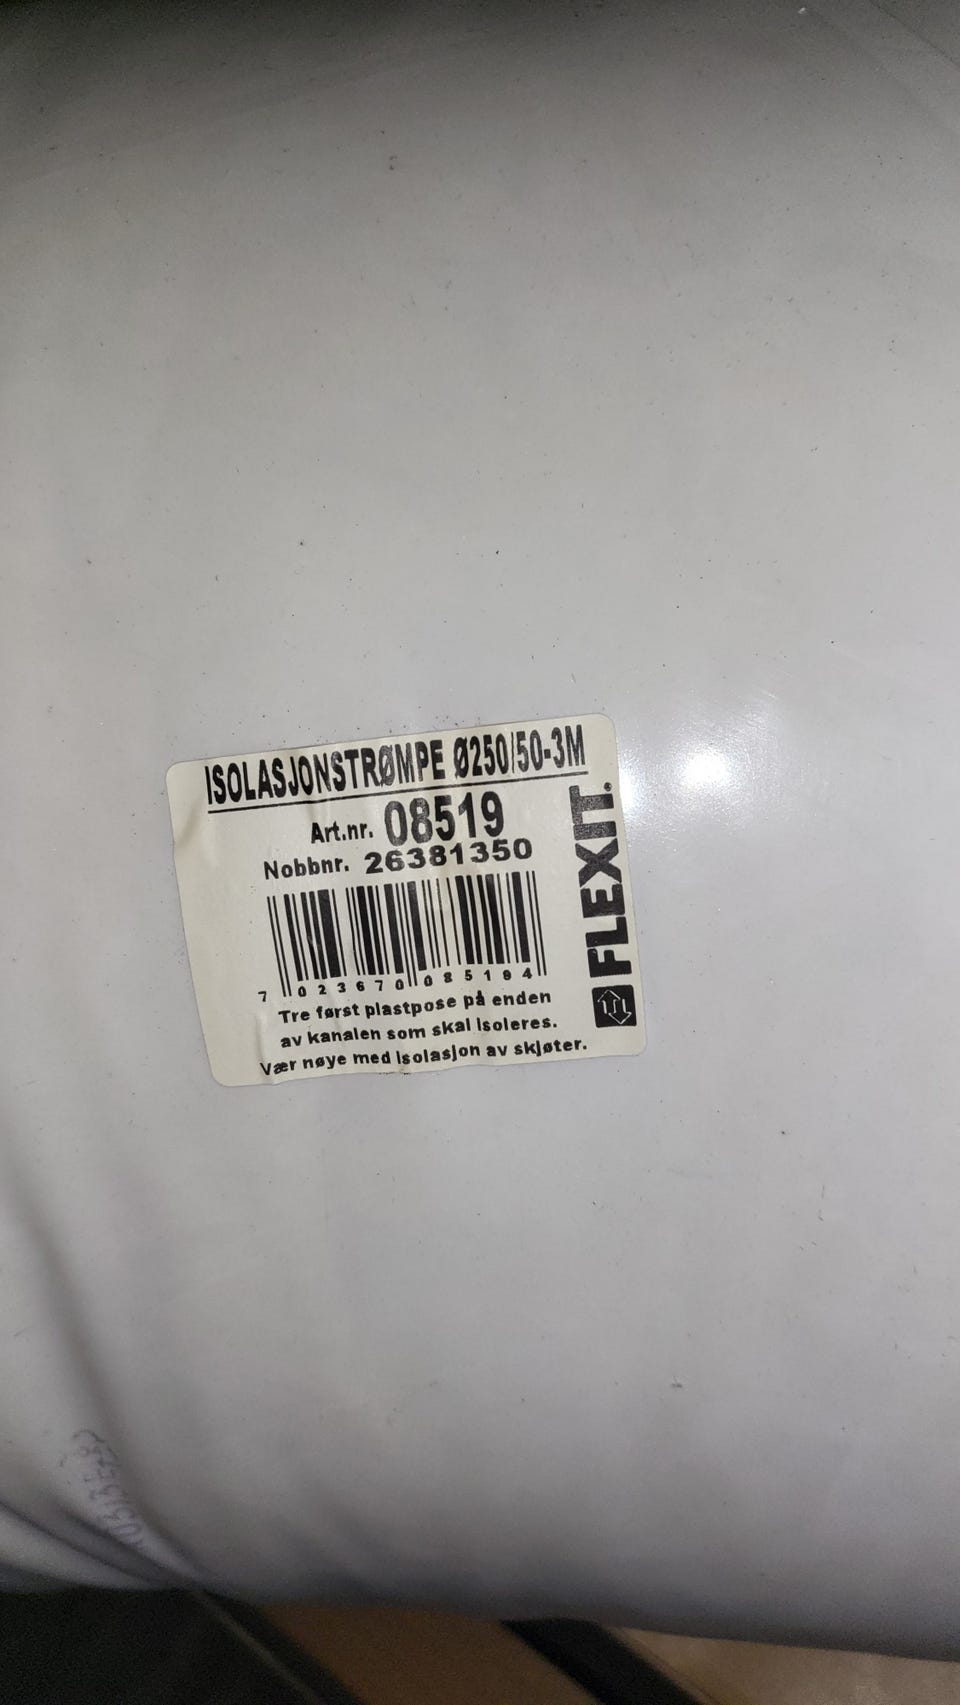 ISOLASJONSTRØMPE Ø250/50-3M
Art.nr. 08519
Nobbnr. 26381350
7 023670 085194
Tre først plastpose på enden
av kanalen som skal isoleres.
Vær nøye med isolasjon av skjøter.
FLEXIT.